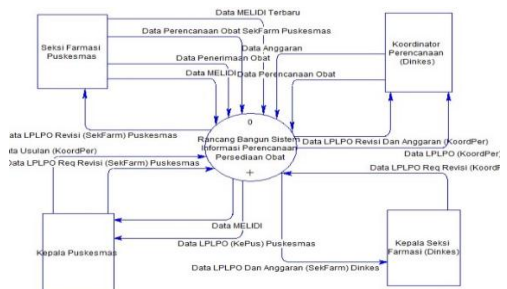 Data MELIDI Terbaru
Data Perencanaan Obat SekFarm Puskesmas
Seksi Farmasi
Puskesmas
Data Penerimaan Obat
Data Anggaran
Data MELIDI
Data Perencanaan Obat
Koordinator
Perencanaan
(Dinkes)
0
Rancang Bangun Sistem
Informasi Perencanaan
Persediaan Obat
+
ata LPLPO Revisi (SekFarm) Puskesmas
Data LPLPO Revisi Dan Anggaran (KoordPer)
ta Usulan (KoordPer)
Data LPLPO (KoordPer)
Data LPLPO Req Revisi (SekFarm) Puskesmas
Data LPLPO Req Revisi (KoordP
Data MELIDI
Data LPLPO (KePus) Puskesmas
Kepala Puskesmas
Kepala Seksi
Farmasi (Dinkes)
Data LPLPO Dan Anggaran (SekFarm) Dinkes